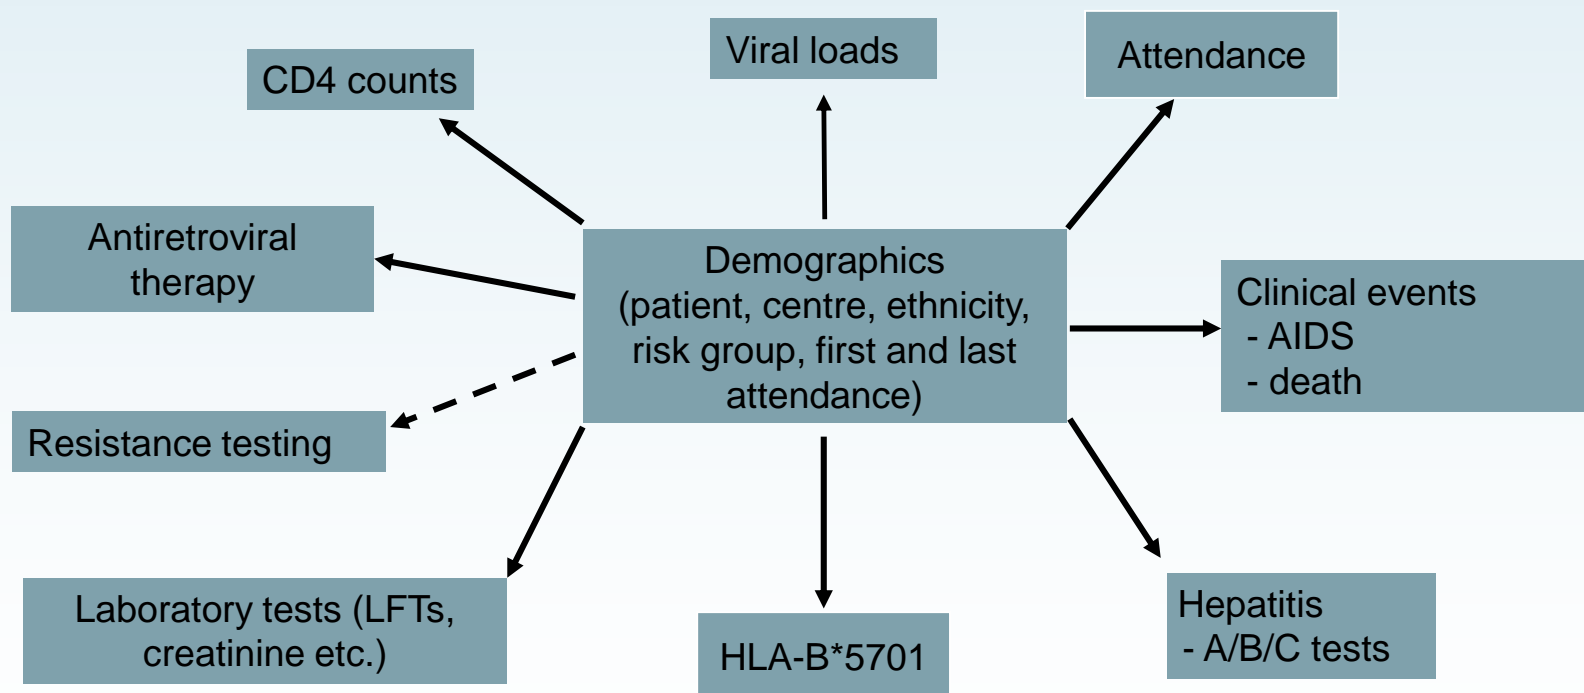 Viral loads
Attendance
CD4 counts
Antiretroviral
therapy
Demographics
(patient, centre, ethnicity,
risk group, first and last
attendance)
Clinical events
- AIDS
- death
Resistance testing
Laboratory tests (LFTs,
creatinine etc.)
HLA-B*5701
Hepatitis
- A/B/C tests